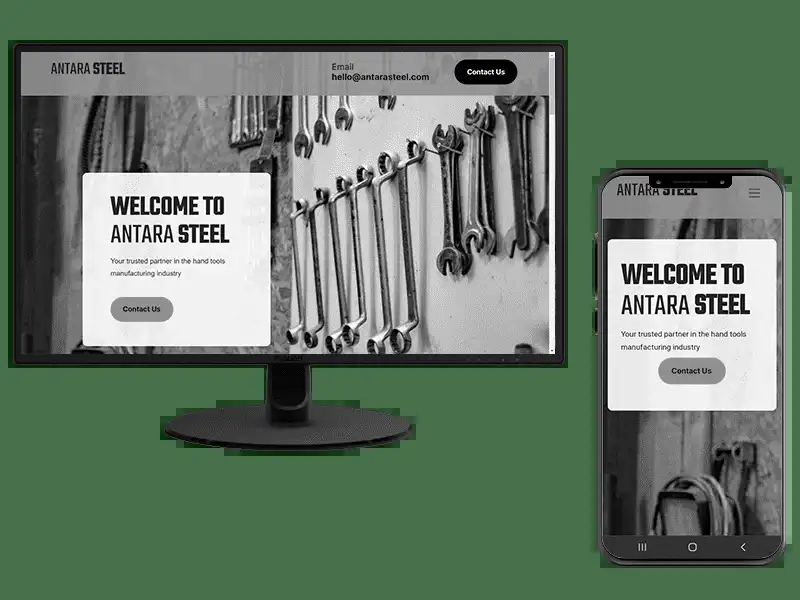 ANTARA STEEL
Email
hello@antarasteel.com
Contact Us
WELCOME TO
ANTARA STEEL
Your trusted partner in the hand tools
manufacturing industry
Contact Us
ANTARA STEEL
WELCOME TO
ANTARA STEEL
Your trusted partner in the hand tools
manufacturing industry
Contact Us